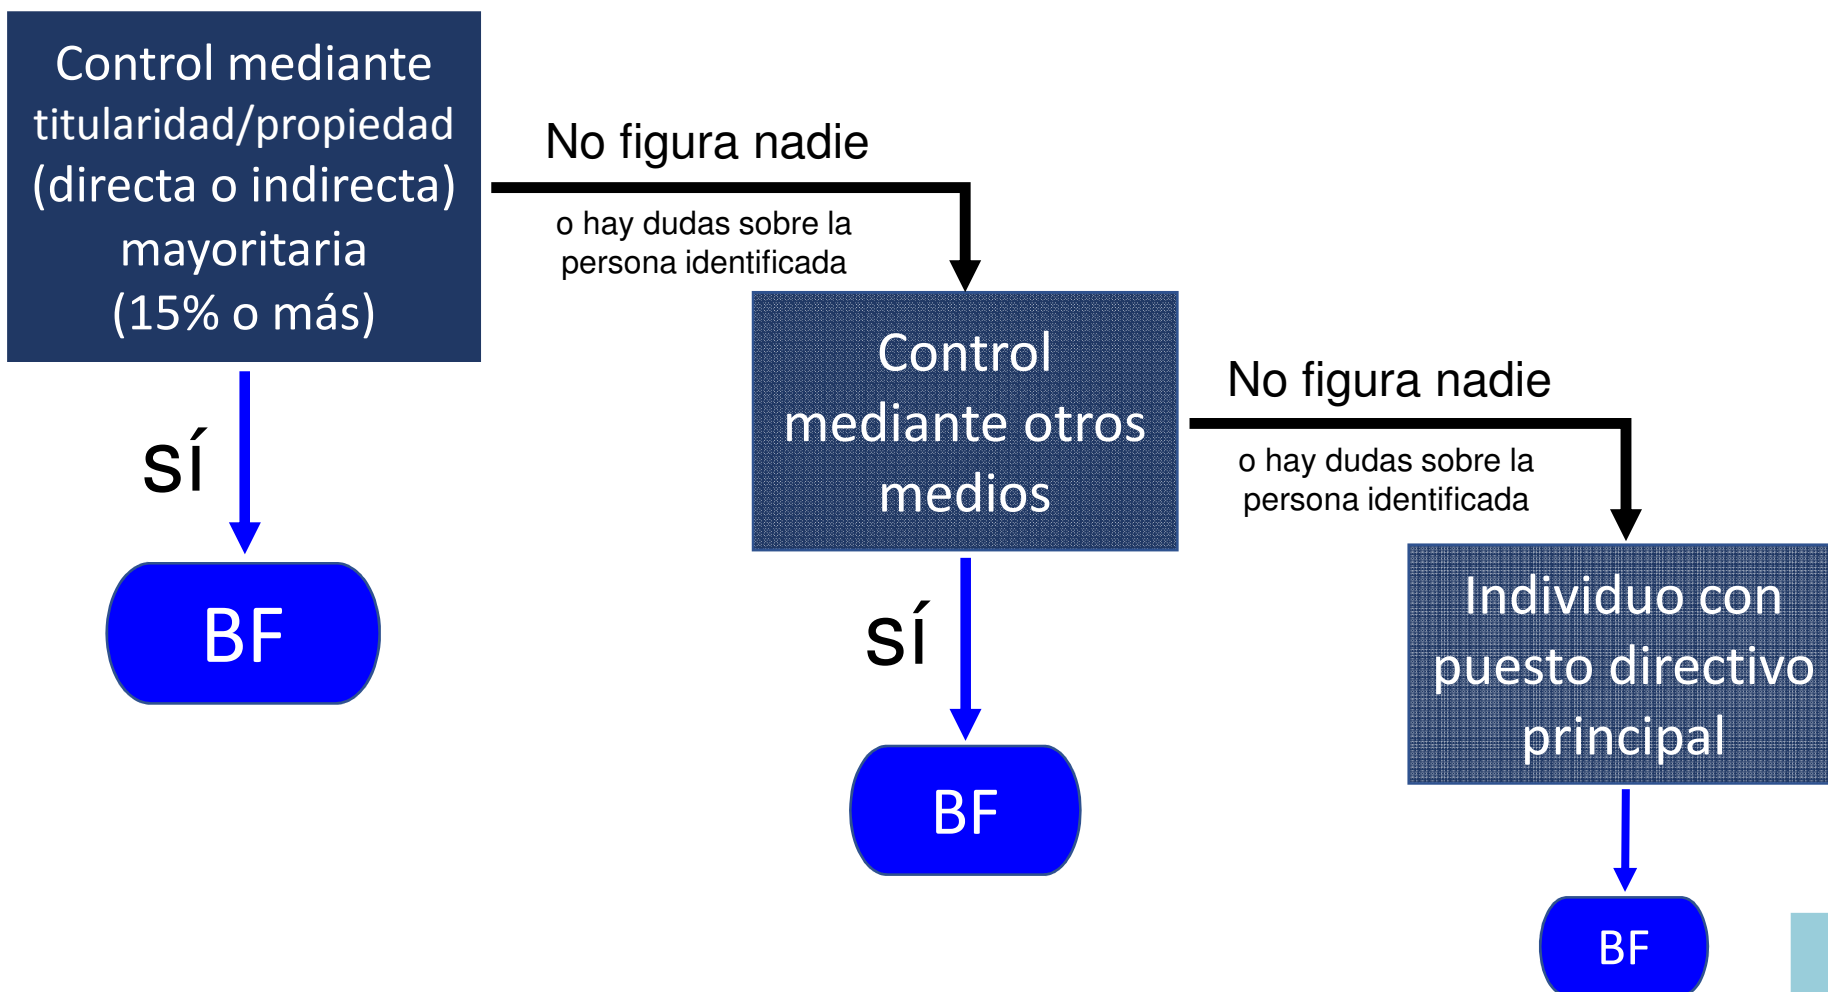 Control mediante
titularidad/propiedad
(directa o indirecta)
mayoritaria
(15% o más)
No figura nadie
o hay dudas sobre la
persona identificada
sí
BF
Control
mediante otros
medios
No figura nadie
o hay dudas sobre la
persona identificada
sí
BF
Individuo con
puesto directivo
principal
BF